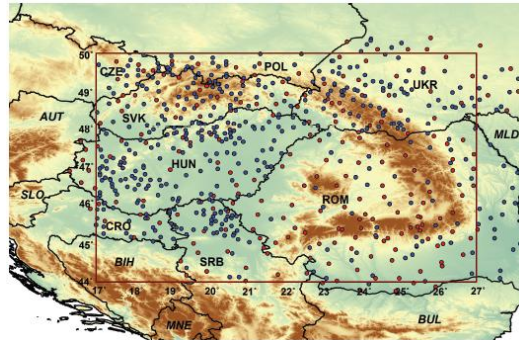 50˚
CZE
POL
UKR
49˚
SVK
AUT
48˚
MLD
47˚
HUN
SLO
46˚
ROM
CRO
45˚
BIH
SRB
44˚
17˚ 18˚ 19˚ 20˚ 21˚ 22˚ 23˚ 24˚ 25˚ 26˚ 27˚
MNE
BUL